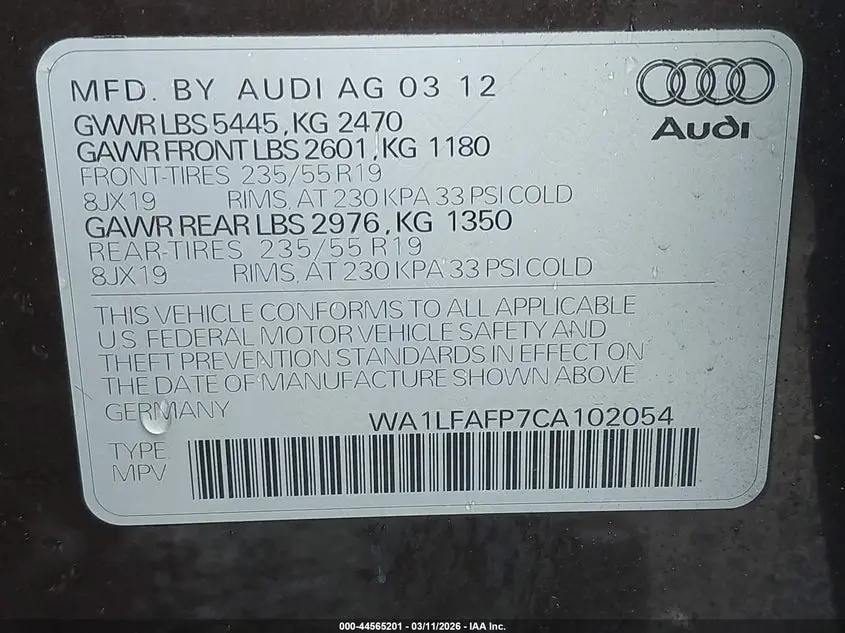 MFD. BY AUDI AG 03 12
Audi
GVWR LBS 5445, KG 2470
GAWR FRONT LBS 2601, KG 1180
FRONT-TIRES 235/55 R19
8JX19 RIMS, AT 230 KPA 33 PSI COLD
GAWR REAR LBS 2976, KG 1350
REAR-TIRES 235/55 R19
8JX19 RIMS, AT 230 KPA 33 PSI COLD
THIS VEHICLE CONFORMS TO ALL APPLICABLE
U.S. FEDERAL MOTOR VEHICLE SAFETY AND
THEFT PREVENTION STANDARDS IN EFFECT ON
THE DATE OF MANUFACTURE SHOWN ABOVE
GERMANY WA1LFAFP7CA102054
TYPE:
MPV
000-44565201 - 03/11/2026 - IAA Inc.